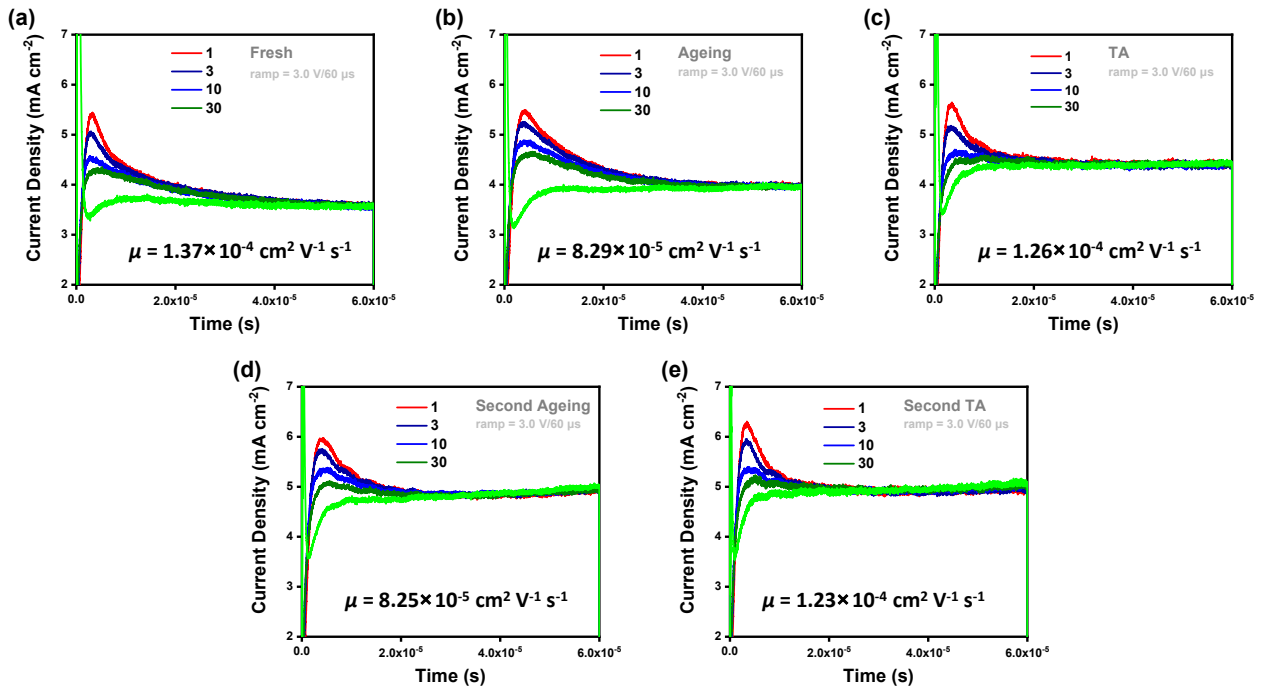 (a)
Current Density (mA cm⁻²)
7
6
5
4
3
2
1
3
10
30
Fresh
ramp = 3.0 V/60 µs
μ = 1.37×10⁻⁴ cm² V⁻¹ s⁻¹
0.0
2.0x10⁻⁵
4.0x10⁻⁵
6.0x10⁻⁵
Time (s)
(b)
Current Density (mA cm⁻²)
7
6
5
4
3
2
1
3
10
30
Ageing
ramp = 3.0 V/60 µs
μ = 8.29×10⁻⁵ cm² V⁻¹ s⁻¹
0.0
2.0x10⁻⁵
4.0x10⁻⁵
6.0x10⁻⁵
Time (s)
(c)
Current Density (mA cm⁻²)
7
6
5
4
3
2
1
3
10
30
TA
ramp = 3.0 V/60 µs
μ = 1.26×10⁻⁴ cm² V⁻¹ s⁻¹
0.0
2.0x10⁻⁵
4.0x10⁻⁵
6.0x10⁻⁵
Time (s)
(d)
Current Density (mA cm⁻²)
7
6
5
4
3
2
1
3
10
30
Second Ageing
ramp = 3.0 V/60 µs
μ = 8.25×10⁻⁵ cm² V⁻¹ s⁻¹
0.0
2.0x10⁻⁵
4.0x10⁻⁵
6.0x10⁻⁵
Time (s)
(e)
Current Density (mA cm⁻²)
7
6
5
4
3
2
1
3
10
30
Second TA
ramp = 3.0 V/60 µs
μ = 1.23×10⁻⁴ cm² V⁻¹ s⁻¹
0.0
2.0x10⁻⁵
4.0x10⁻⁵
6.0x10⁻⁵
Time (s)